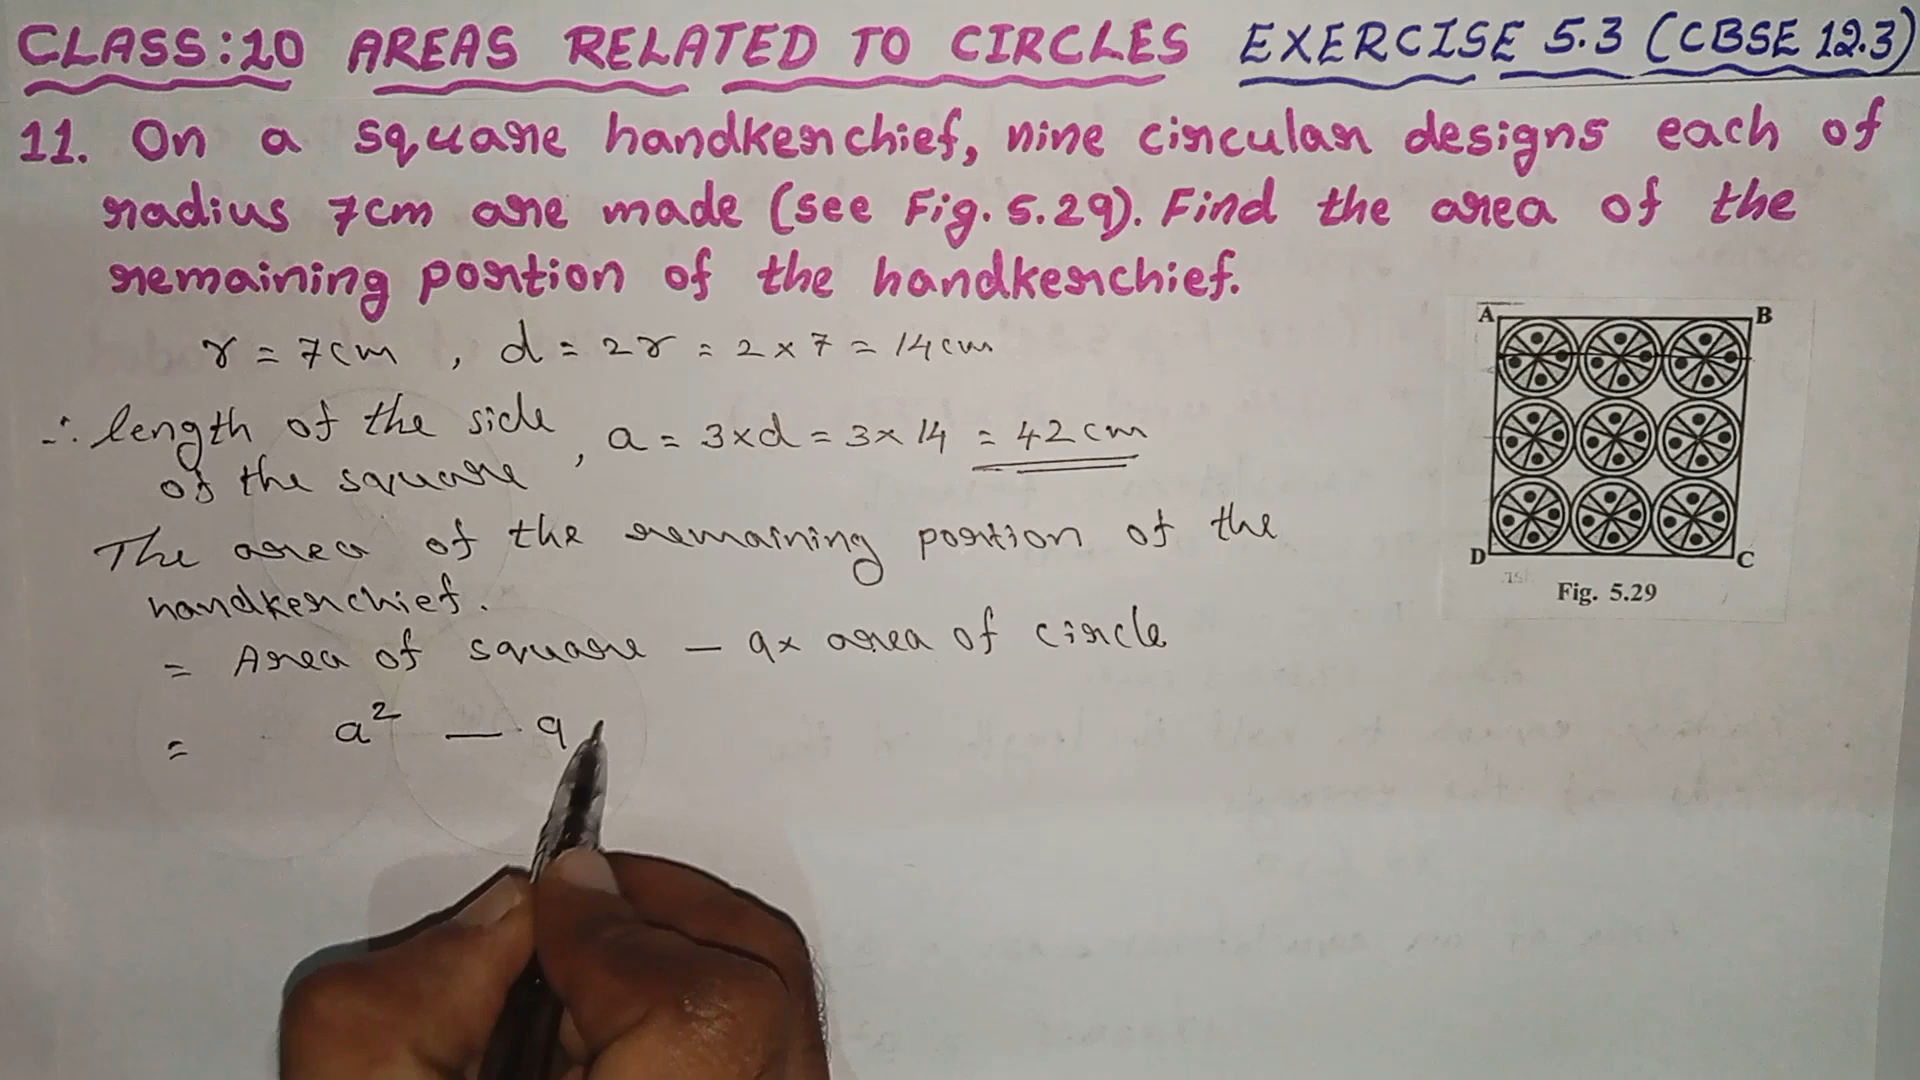 CLASS:10 AREAS RELATED TO CIRCLES EXERCISE 5.3 (CBSE 12.3)
11. On a square handkerchief, nine circular designs each of
radius 7cm are made (see Fig. 5.29). Find the area of the
remaining portion of the handkerchief.
r = 7cm , d = 2r = 2 × 7 = 14cm
∴ length of the side
of the square , a = 3×d = 3×14 = 42cm
The area of the remaining portion of the
handkerchief.
= Area of square – 9× area of circle
= a² – 9
A B
D C
Fig. 5.29